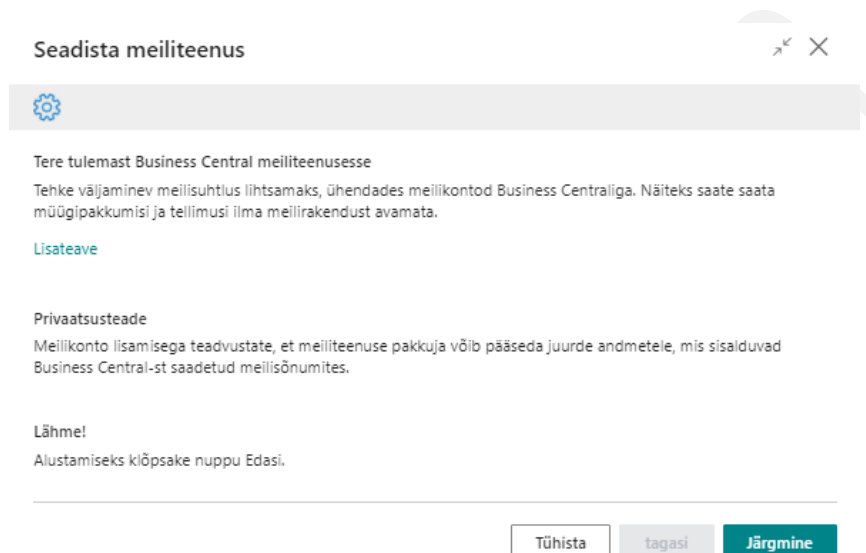 Seadista meiliteenus
Tere tulemast Business Central meiliteenusesse
Tehke väljaminev meilisuhtlus lihtsamaks, ühendades meilikontod Business Centraliga. Näiteks saate saata
müügipakkumisi ja tellimusi ilma meilirakendust avamata.
Lisateave
Privaatsusteade
Meilikonto lisamisega teadvustate, et meiliteenuse pakkuja võib pääseda juurde andmetele, mis sisalduvad
Business Central-st saadetud meilisõnumites.
Lähme!
Alustamiseks klõpsake nuppu Edasi.
Tühista tagasi Järgmine